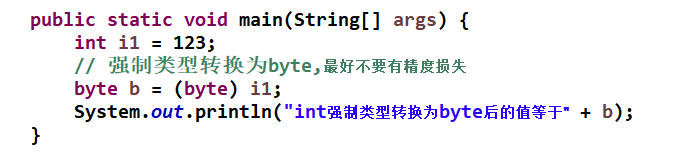 public static void main(String[] args) {
int i1 = 123;
// 强制类型转换为byte,最好不要有精度损失
byte b = (byte) i1;
System.out.println("int强制类型转换为byte后的值等于" + b);
}